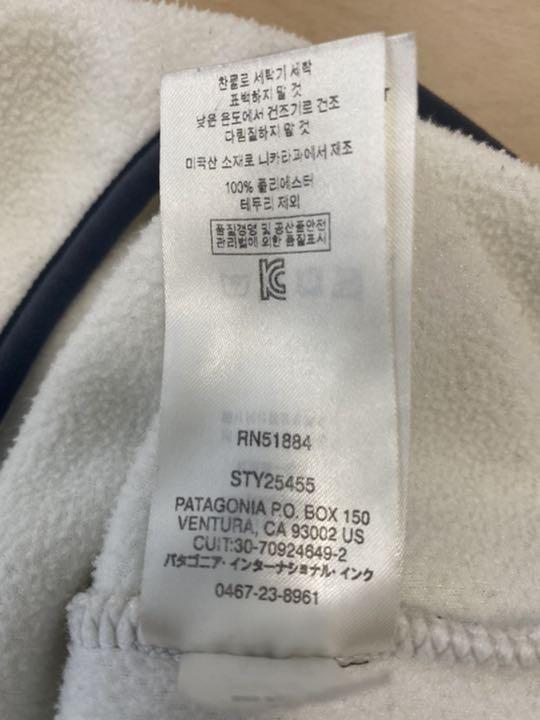 찬물로 세탁기 세탁
표백하지 말 것
낮은 온도에서 건조기로 건조
다림질하지 말 것
미국산 소재로 니카라과에서 제조
100% 폴리에스터
테두리 제외
품질경영 및 공산품안전
관리법에 의한 품질표시
RN51884
STY25455
PATAGONIA P.O. BOX 150
VENTURA, CA 93002 US
CUIT:30-70924649-2
パタゴニア・インターナショナル・インク
0467-23-8961